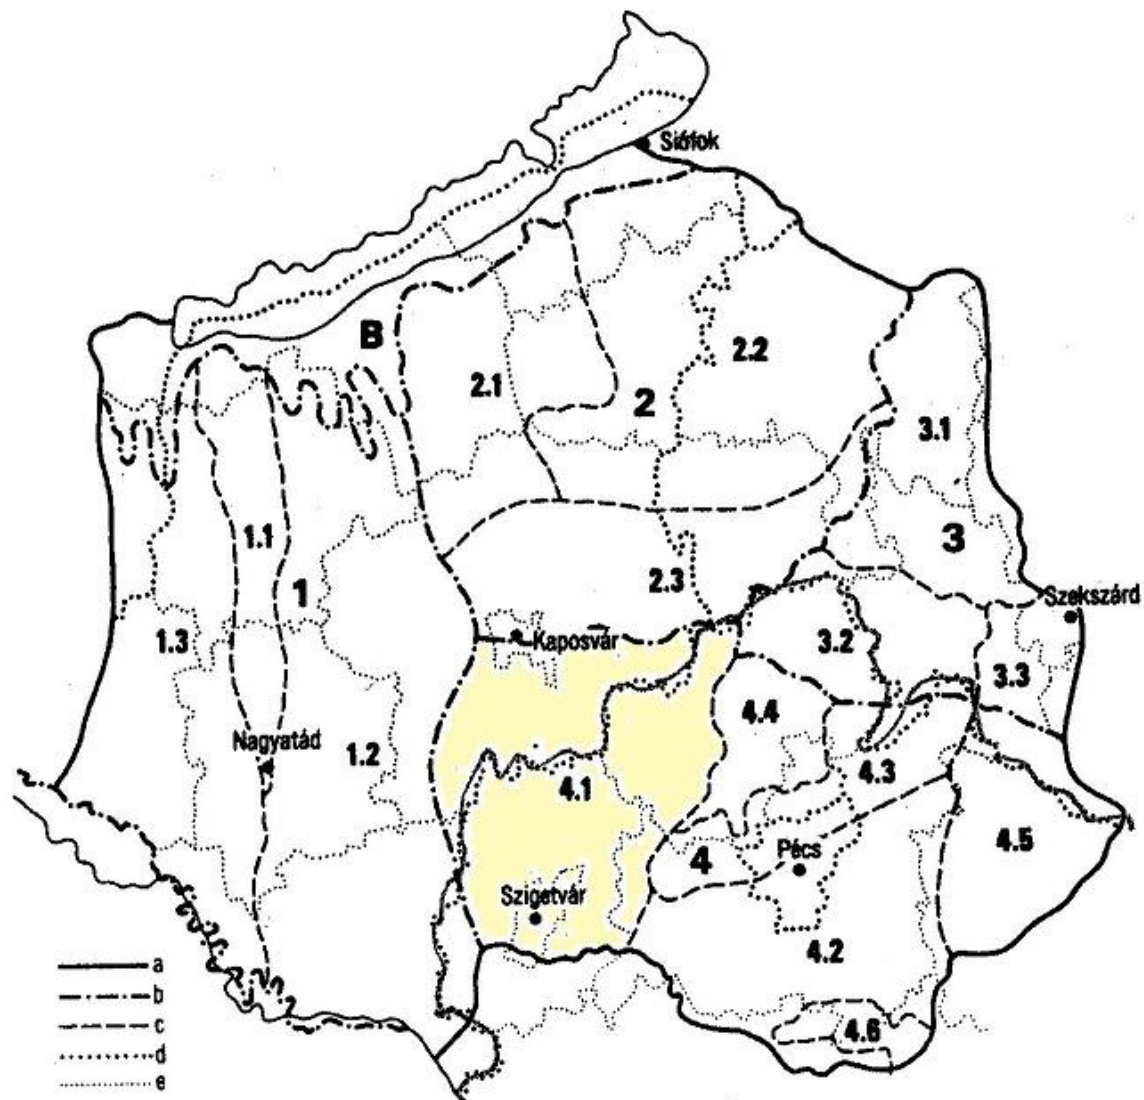 Siófok
B
2.1
2
2.2
3.1
1.1
1
3
2.3
Szekszárd
1.3
Kaposvár
3.2
3.3
4.4
Nagyatád
1.2
4.1
4.3
4.5
4
Pécs
Szigetvár
4.2
4.6
a
b
c
d
e